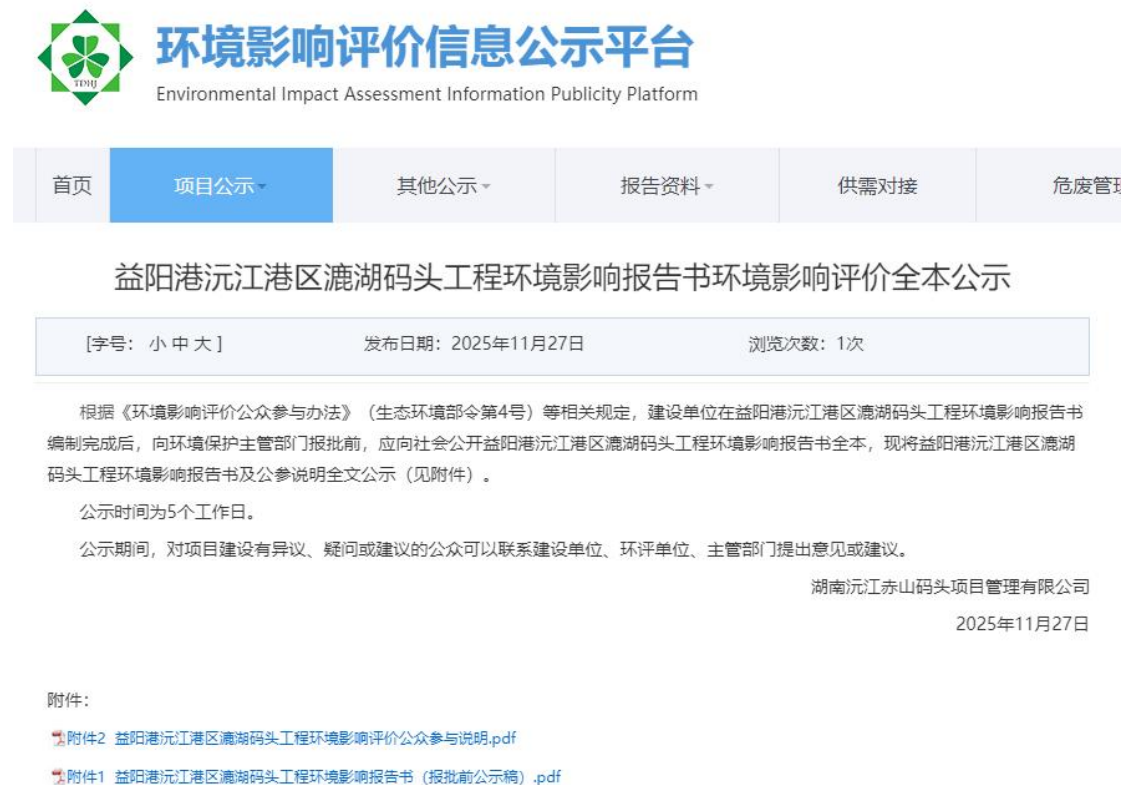 TDHJ
环境影响评价信息公示平台
Environmental Impact Assessment Information Publicity Platform
首页 项目公示 其他公示 报告资料 供需对接 危废管理
益阳港沅江港区漉湖码头工程环境影响报告书环境影响评价全本公示
[字号： 小 中 大 ] 发布日期：2025年11月27日 浏览次数：1次
根据《环境影响评价公众参与办法》（生态环境部令第4号）等相关规定，建设单位在益阳港沅江港区漉湖码头工程环境影响报告书
编制完成后，向环境保护主管部门报批前，应向社会公开益阳港沅江港区漉湖码头工程环境影响报告书全本，现将益阳港沅江港区漉湖
码头工程环境影响报告书及公参说明全文公示（见附件）。
公示时间为5个工作日。
公示期间，对项目建设有异议、疑问或建议的公众可以联系建设单位、环评单位、主管部门提出意见或建议。
湖南沅江赤山码头项目管理有限公司
2025年11月27日
附件：
附件2 益阳港沅江港区漉湖码头工程环境影响评价公众参与说明.pdf
附件1 益阳港沅江港区漉湖码头工程环境影响报告书（报批前公示稿）.pdf